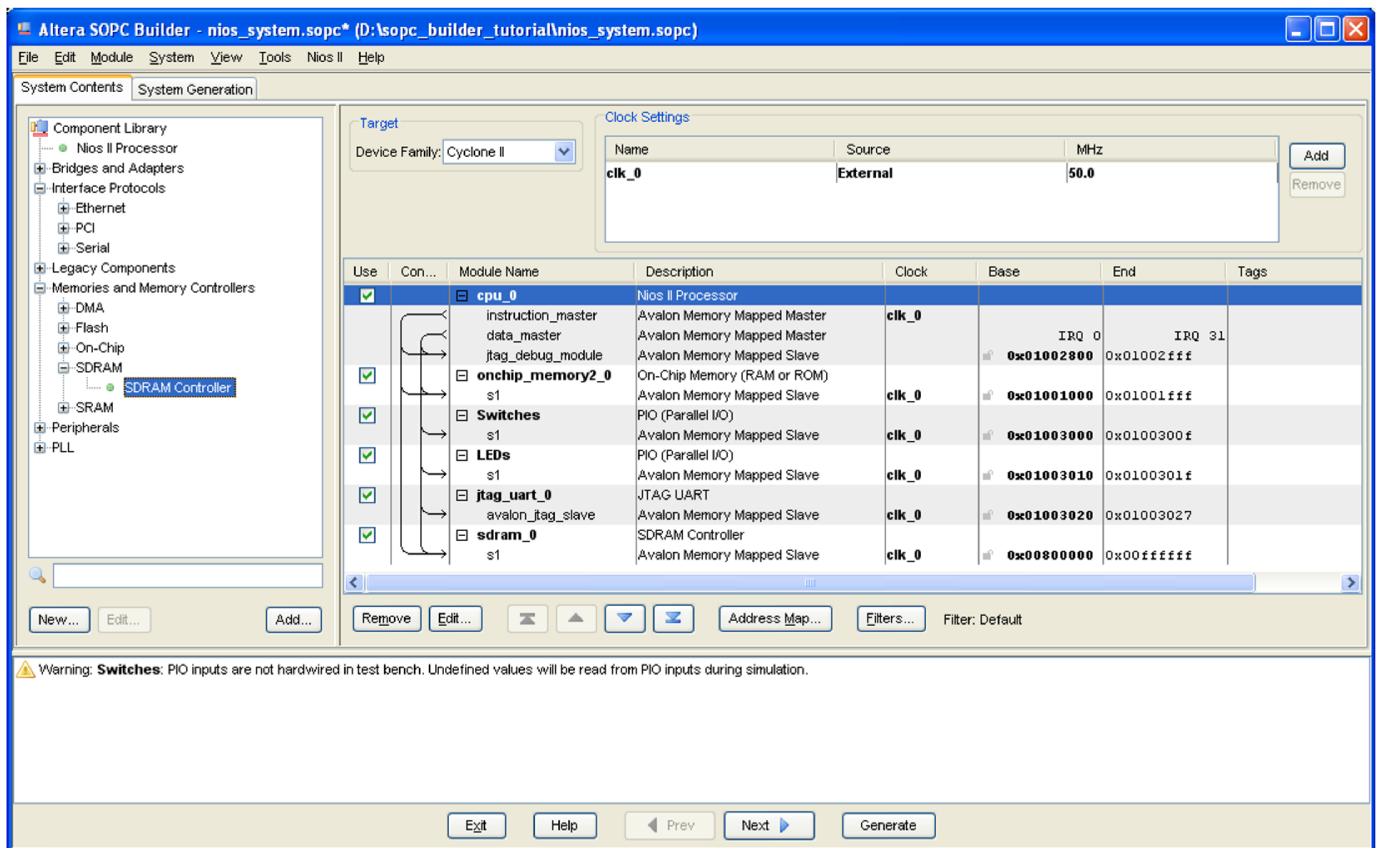 Altera SOPC Builder - nios_system.sopc* (D:\sopc_builder_tutorial\nios_system.sopc)
File Edit Module System View Tools Nios II Help
System Contents System Generation
Component Library
Nios II Processor
Bridges and Adapters
Interface Protocols
Ethernet
PCI
Serial
Legacy Components
Memories and Memory Controllers
DMA
Flash
On-Chip
SDRAM
SDRAM Controller
SRAM
Peripherals
PLL
New... Edit... Add...
Target
Device Family: Cyclone II
Clock Settings
Name Source MHz
clk_0 External 50.0
Add
Remove
Use Con... Module Name Description Clock Base End Tags
cpu_0 Nios II Processor
instruction_master Avalon Memory Mapped Master clk_0
data_master Avalon Memory Mapped Master IRQ 0 IRQ 31
jtag_debug_module Avalon Memory Mapped Slave 0x01002800 0x01002fff
onchip_memory2_0 On-Chip Memory (RAM or ROM)
s1 Avalon Memory Mapped Slave clk_0 0x01001000 0x01001fff
Switches PIO (Parallel I/O)
s1 Avalon Memory Mapped Slave clk_0 0x01003000 0x0100300f
LEDs PIO (Parallel I/O)
s1 Avalon Memory Mapped Slave clk_0 0x01003010 0x0100301f
jtag_uart_0 JTAG UART
avalon_jtag_slave Avalon Memory Mapped Slave clk_0 0x01003020 0x01003027
sdram_0 SDRAM Controller
s1 Avalon Memory Mapped Slave clk_0 0x00800000 0x00ffffff
Remove Edit... Address Map... Filters... Filter: Default
Warning: Switches: PIO inputs are not hardwired in test bench. Undefined values will be read from PIO inputs during simulation.
Exit Help Prev Next Generate